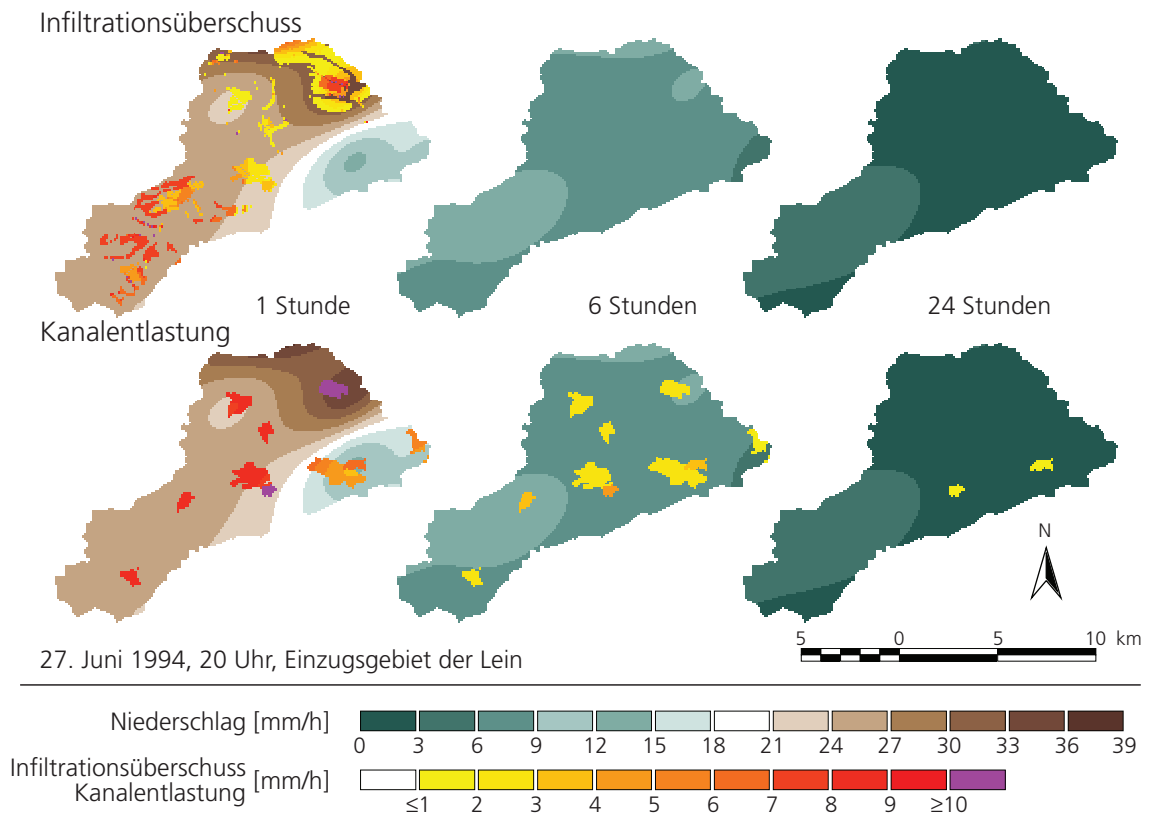 Infiltrationsüberschuss
1 Stunde
6 Stunden
24 Stunden
Kanalentlastung
N
5 0 5 10 km
27. Juni 1994, 20 Uhr, Einzugsgebiet der Lein
Niederschlag [mm/h]
0 3 6 9 12 15 18 21 24 27 30 33 36 39
Infiltrationsüberschuss
Kanalentlastung [mm/h]
≤1 2 3 4 5 6 7 8 9 ≥10